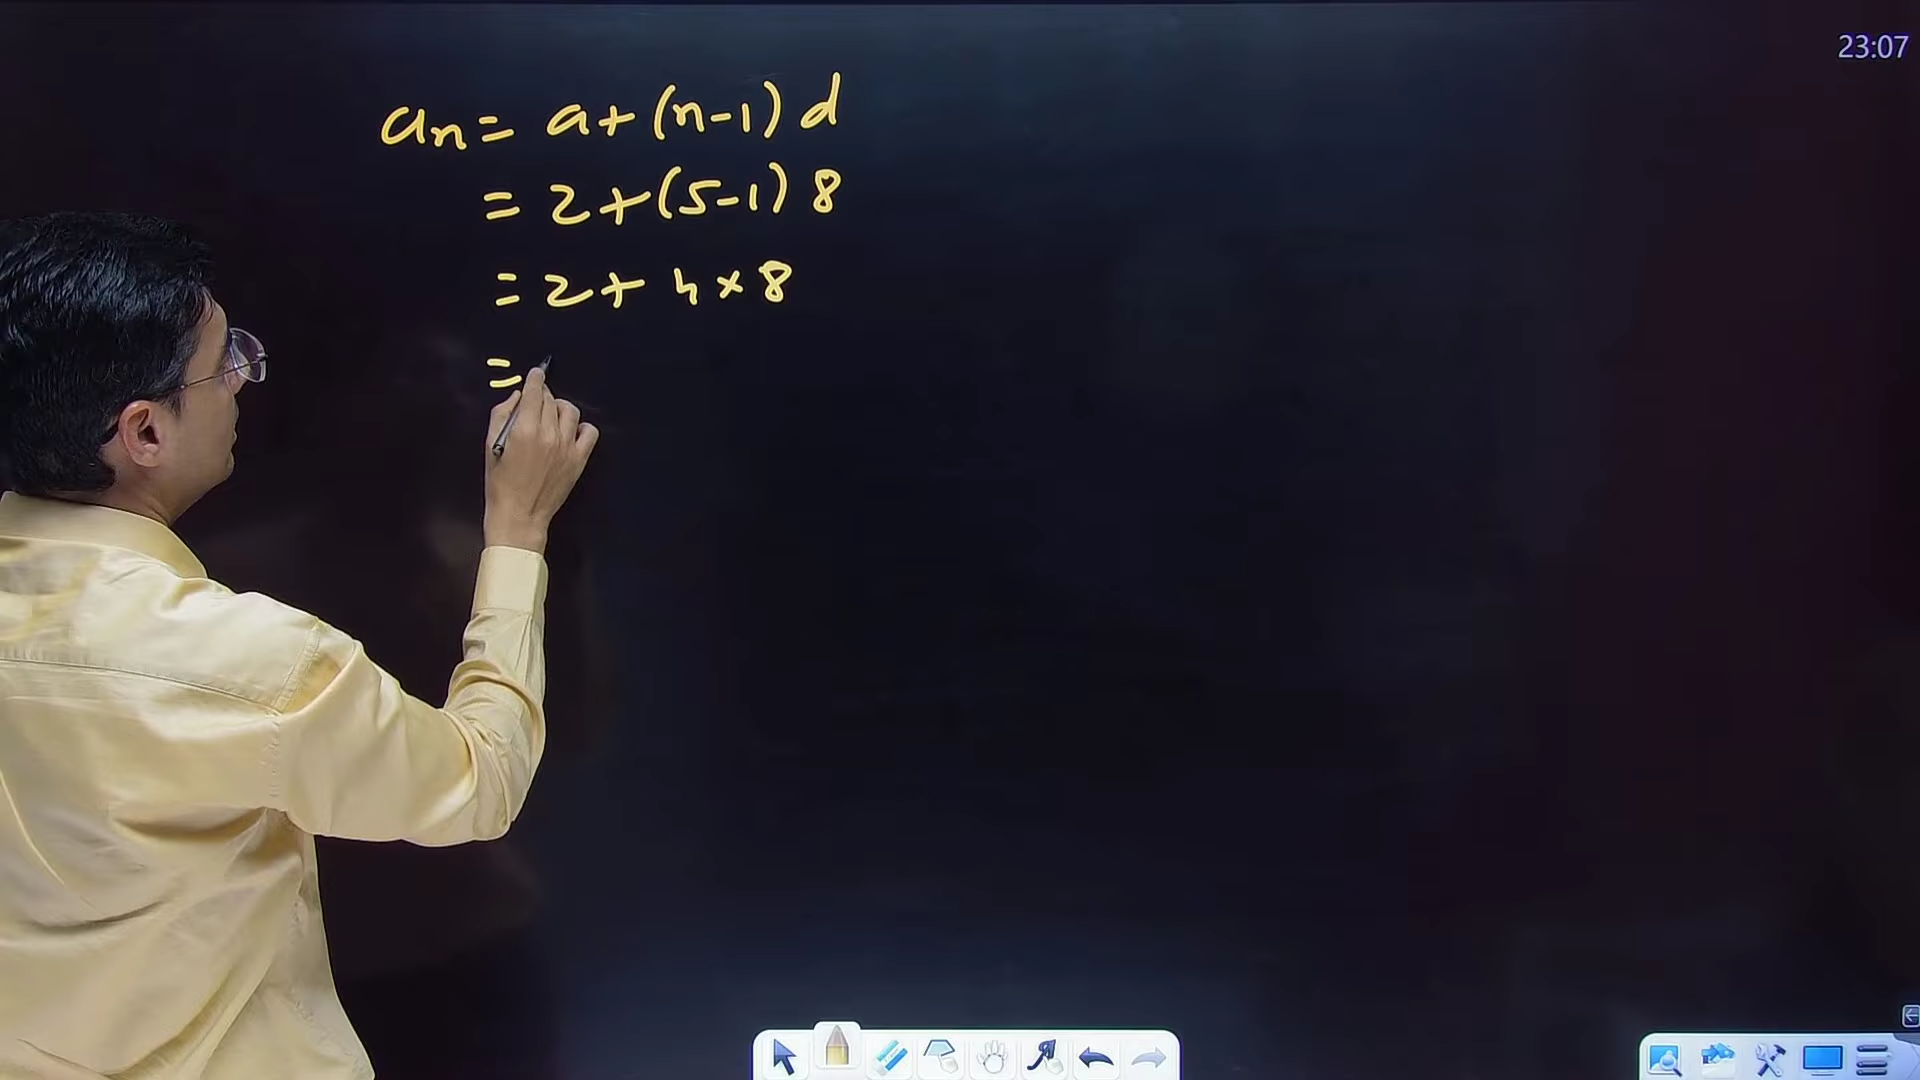 23:07
an = a + (n-1) d
= 2 + (5-1) 8
= 2 + 4 × 8
=